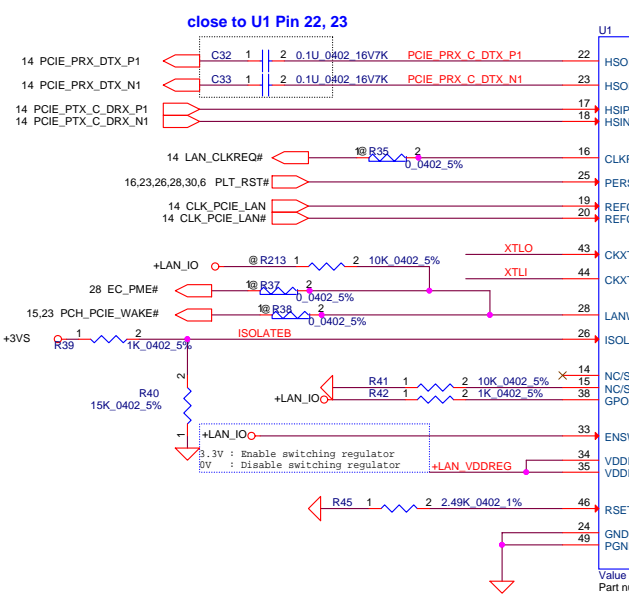 close to U1 Pin 22, 23
U1
14 PCIE_PRX_DTX_P1 C32 1 2 0.1U_0402_16V7K PCIE_PRX_C_DTX_P1 22 HSO
14 PCIE_PRX_DTX_N1 C33 1 2 0.1U_0402_16V7K PCIE_PRX_C_DTX_N1 23 HSO
14 PCIE_PTX_C_DRX_P1 17 HSIP
14 PCIE_PTX_C_DRX_N1 18 HSIN
14 LAN_CLKREQ# 1@ R35 2 0_0402_5% 16 CLKR
16,23,26,28,30,6 PLT_RST# 25 PERS
14 CLK_PCIE_LAN 19 REFC
14 CLK_PCIE_LAN# 20 REFC
XTLO 43 CKXT
+LAN_IO @ R213 1 2 10K_0402_5%
XTLI 44 CKXT
28 EC_PME# 1@ R37 2 0_0402_5%
15,23 PCH_PCIE_WAKE# 1@ R38 2 0_0402_5% 28 LANW
+3VS R39 1 2 1K_0402_5% ISOLATEB 26 ISOL
14 NC/S
R40 2 1 15K_0402_5%
R41 1 2 10K_0402_5% 15 NC/S
+LAN_IO R42 1 2 1K_0402_5% 38 GPO
+LAN_IO 33 ENSW
3.3V : Enable switching regulator
0V : Disable switching regulator
34 VDD
+LAN_VDDREG 35 VDD
R45 1 2 2.49K_0402_1% 46 RSET
24 GND
49 PGN
Value
Part nu